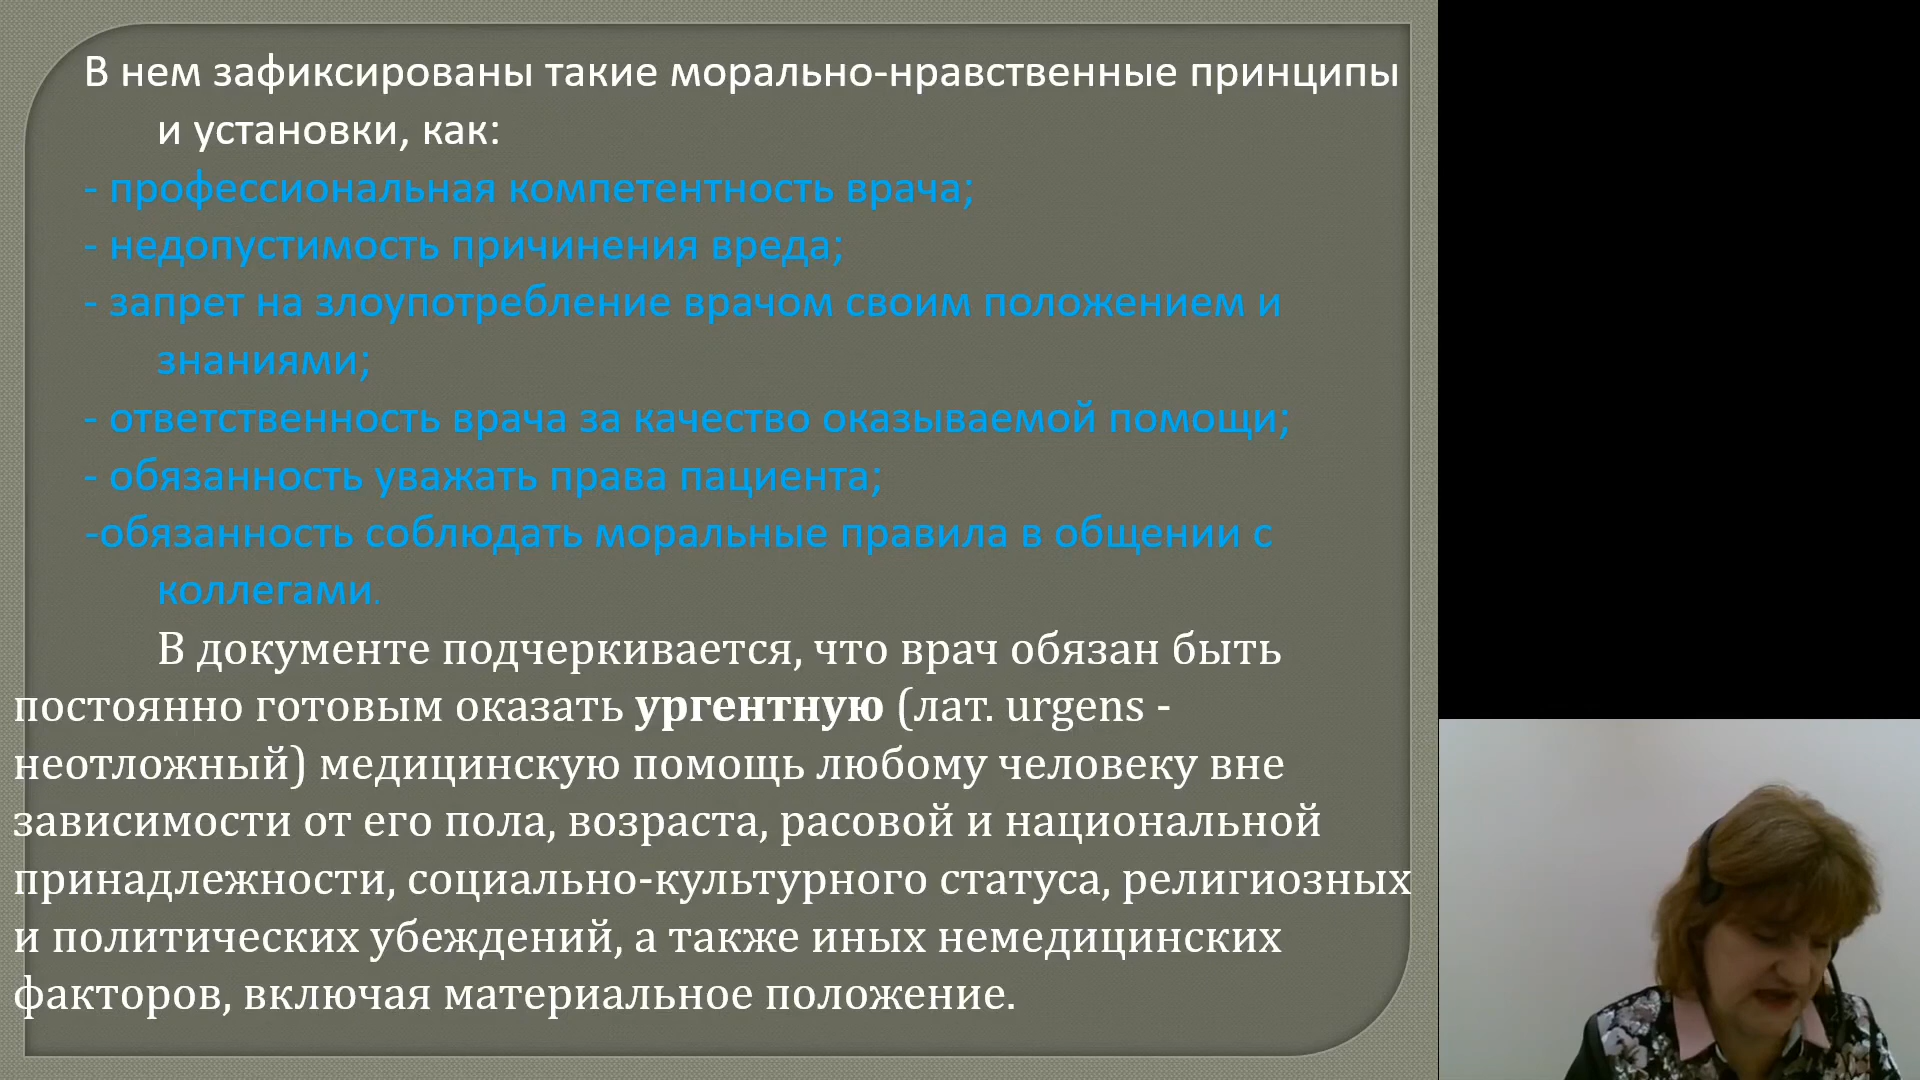 В нем зафиксированы такие морально-нравственные принципы
и установки, как:
- профессиональная компетентность врача;
- недопустимость причинения вреда;
- запрет на злоупотребление врачом своим положением и
знаниями;
- ответственность врача за качество оказываемой помощи;
- обязанность уважать права пациента;
-обязанность соблюдать моральные правила в общении с
коллегами.
В документе подчеркивается, что врач обязан быть
постоянно готовым оказать ургентную (лат. urgens -
неотложный) медицинскую помощь любому человеку вне
зависимости от его пола, возраста, расовой и национальной
принадлежности, социально-культурного статуса, религиозных
и политических убеждений, а также иных немедицинских
факторов, включая материальное положение.